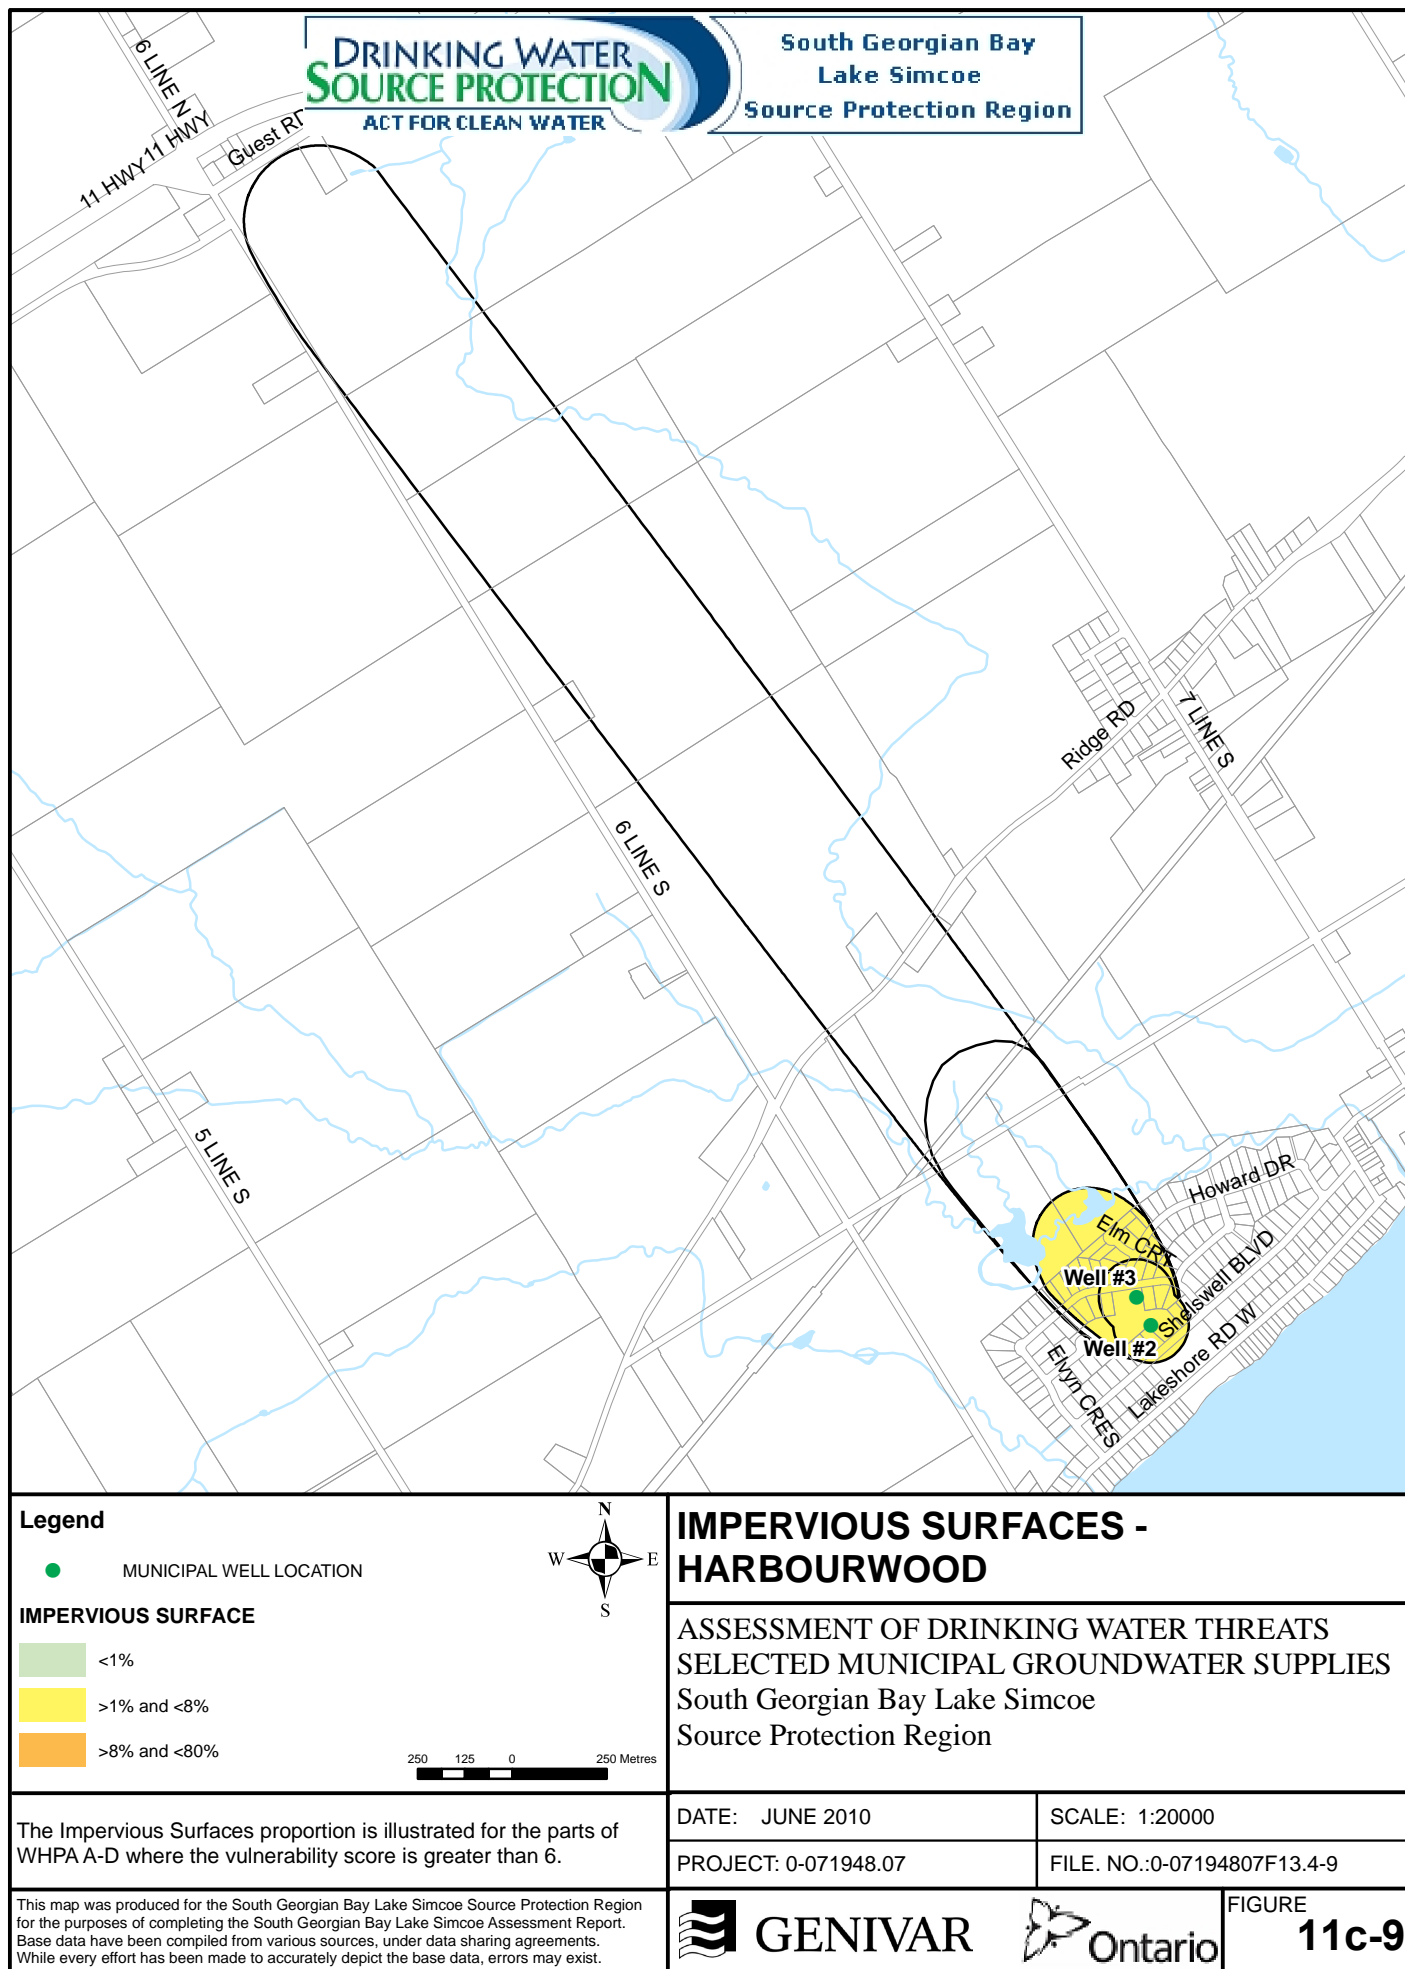 DRINKING WATER
SOURCE PROTECTION
ACT FOR CLEAN WATER
South Georgian Bay
Lake Simcoe
Source Protection Region
6 LINE N
11 HWY
11 HWY
Guest RD
Ridge RD
7 LINE S
6 LINE S
5 LINE S
Howard DR
Elm CRT
Well #3
Shelswell BLVD
Well #2
Lakeshore RD W
Elvyn CRES
Legend
MUNICIPAL WELL LOCATION
IMPERVIOUS SURFACE
<1%
>1% and <8%
>8% and <80%
N
W
E
S
250 125 0 250 Metres
IMPERVIOUS SURFACES -
HARBOURWOOD
ASSESSMENT OF DRINKING WATER THREATS
SELECTED MUNICIPAL GROUNDWATER SUPPLIES
South Georgian Bay Lake Simcoe
Source Protection Region
The Impervious Surfaces proportion is illustrated for the parts of
WHPA A-D where the vulnerability score is greater than 6.
DATE: JUNE 2010
SCALE: 1:20000
PROJECT: 0-071948.07
FILE. NO.:0-07194807F13.4-9
This map was produced for the South Georgian Bay Lake Simcoe Source Protection Region
for the purposes of completing the South Georgian Bay Lake Simcoe Assessment Report.
Base data have been compiled from various sources, under data sharing agreements.
While every effort has been made to accurately depict the base data, errors may exist.
GENIVAR
Ontario
FIGURE
11c-9